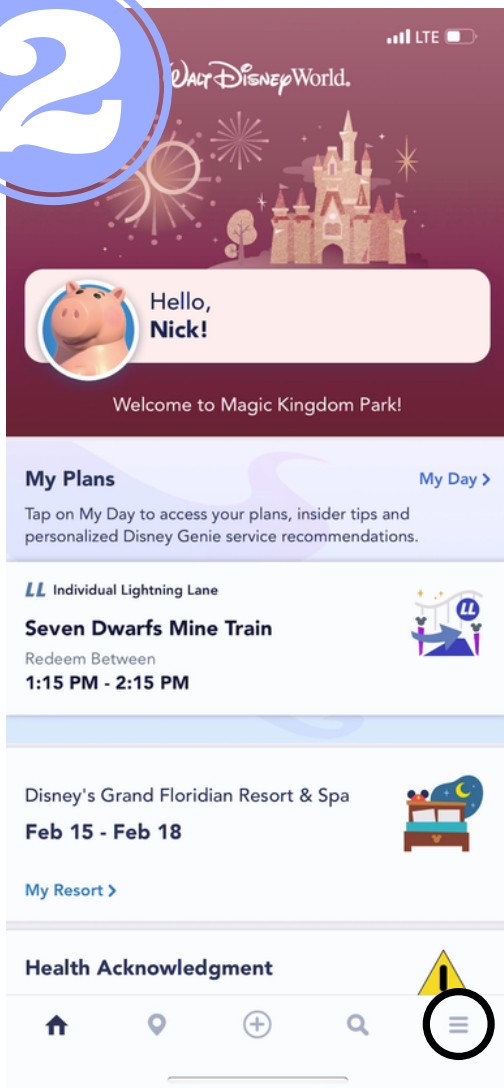 2
LTE
Walt Disney World.
Hello,
Nick!
Welcome to Magic Kingdom Park!
My Plans
My Day >
Tap on My Day to access your plans, insider tips and
personalized Disney Genie service recommendations.
LL Individual Lightning Lane
LL
Seven Dwarfs Mine Train
Redeem Between
1:15 PM - 2:15 PM
Disney's Grand Floridian Resort & Spa
Feb 15 - Feb 18
My Resort >
Health Acknowledgment